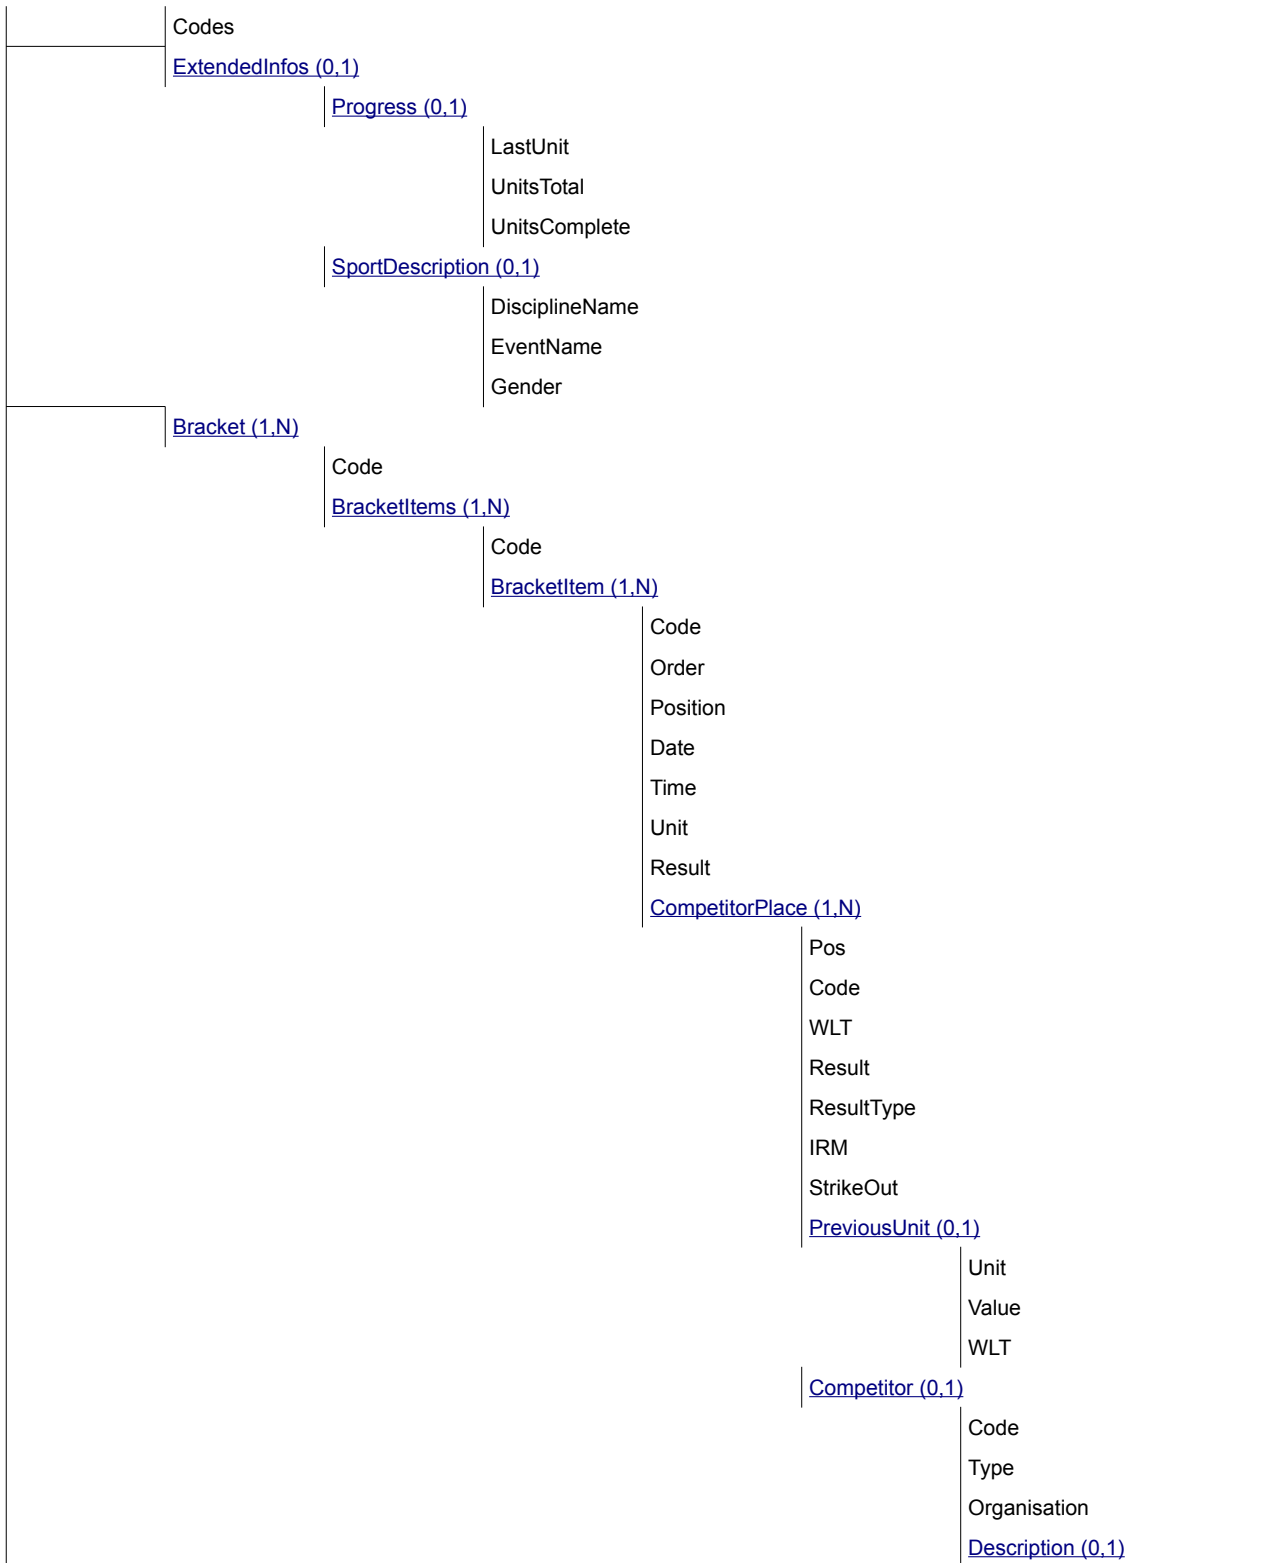 Codes
ExtendedInfos (0,1)
Progress (0,1)
LastUnit
UnitsTotal
UnitsComplete
SportDescription (0,1)
DisciplineName
EventName
Gender
Bracket (1,N)
Code
BracketItems (1,N)
Code
BracketItem (1,N)
Code
Order
Position
Date
Time
Unit
Result
CompetitorPlace (1,N)
Pos
Code
WLT
Result
ResultType
IRM
StrikeOut
PreviousUnit (0,1)
Unit
Value
WLT
Competitor (0,1)
Code
Type
Organisation
Description (0,1)